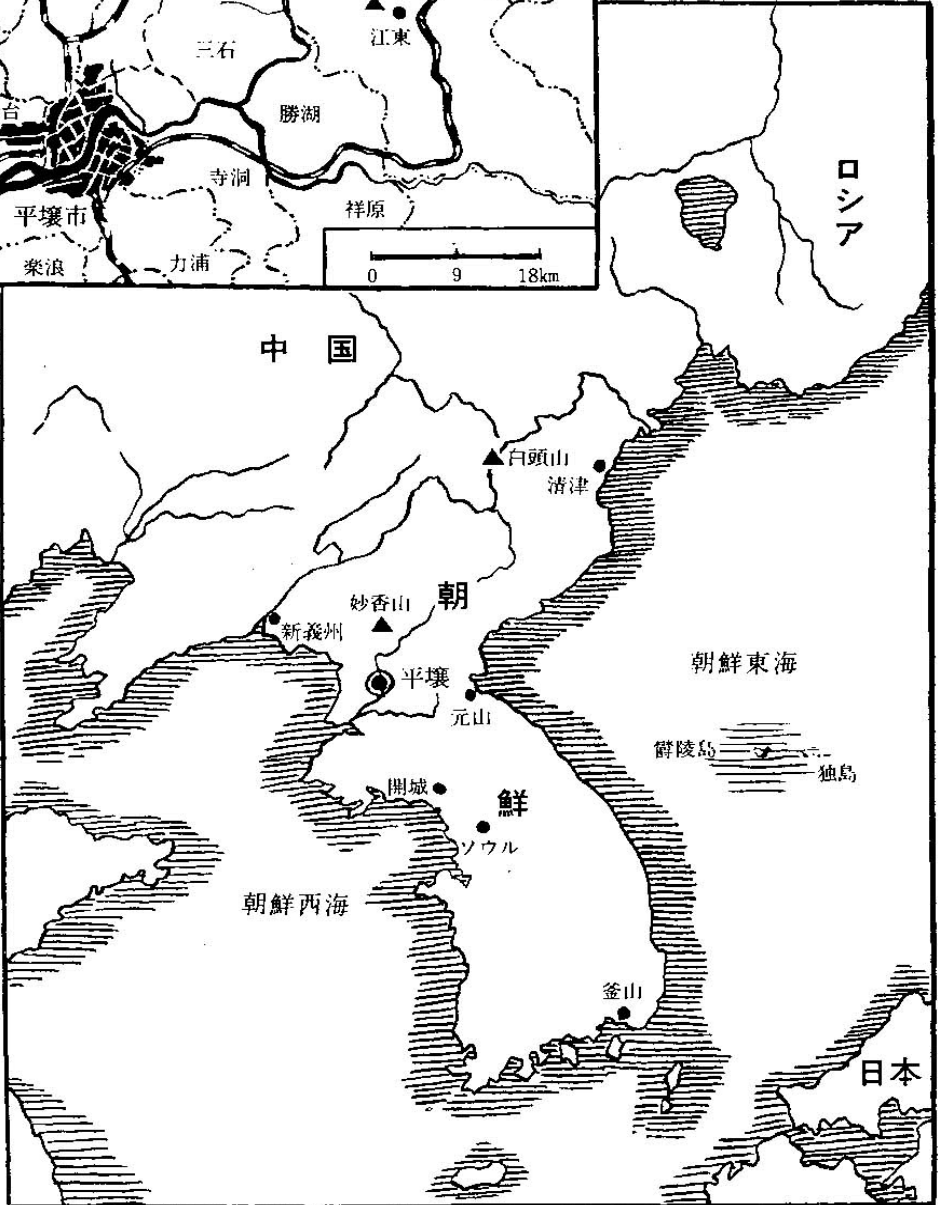 江東
三石
台
勝湖
寺洞
平壌市
祥原
楽浪
力浦
0 9 18km
ロシア
中国
白頭山
清津
朝
妙香山
新義州
平壌
朝鮮東海
元山
欝陵島
独島
開城
鮮
ソウル
朝鮮西海
釜山
日本